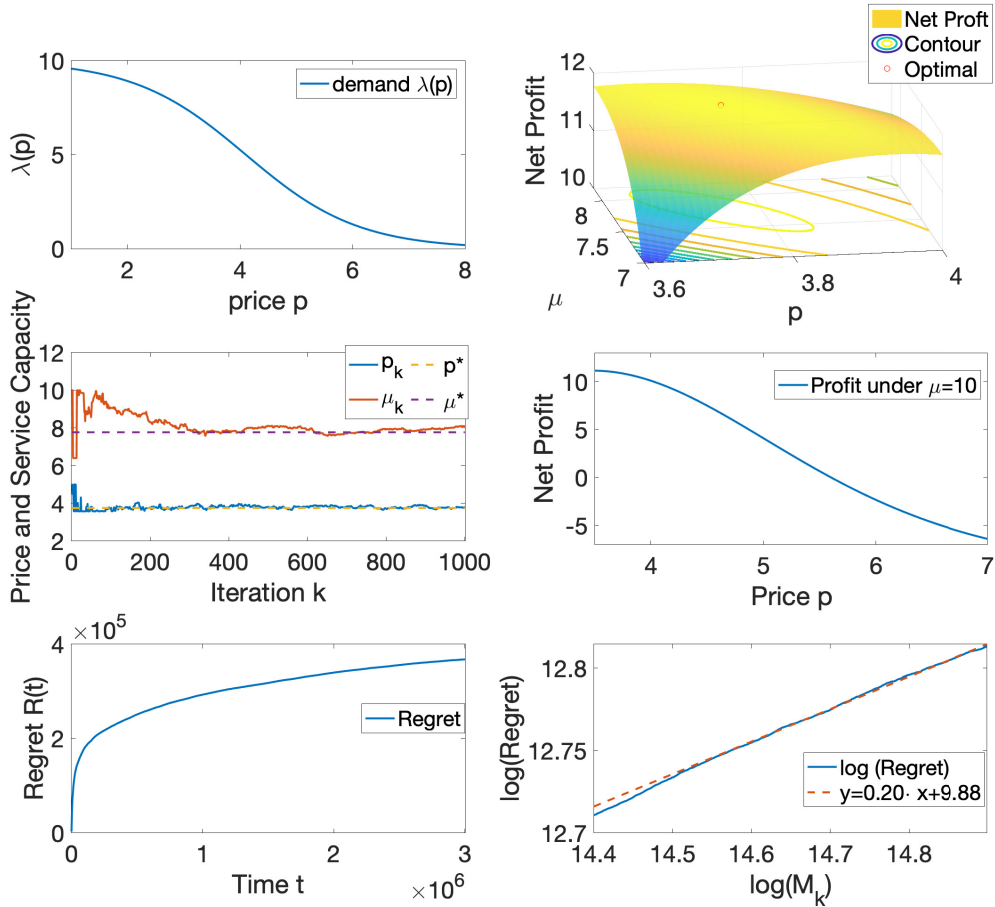 10
5
0
2
4
6
8
λ(p)
price p
demand λ(p)
Net Proft
Contour
Optimal
12
11
10
Net Profit
8
7.5
7
μ
3.6
3.8
4
p
12
10
8
6
4
2
0
200
400
600
800
1000
Price and Service Capacity
Iteration k
p_k
p*
μ_k
μ*
10
5
0
-5
4
5
6
7
Net Profit
Price p
Profit under μ=10
×10^5
4
2
0
0
1
2
3
Regret R(t)
Time t
×10^6
Regret
12.8
12.75
12.7
14.4
14.5
14.6
14.7
14.8
log(Regret)
log(M_k)
log (Regret)
y=0.20· x+9.88